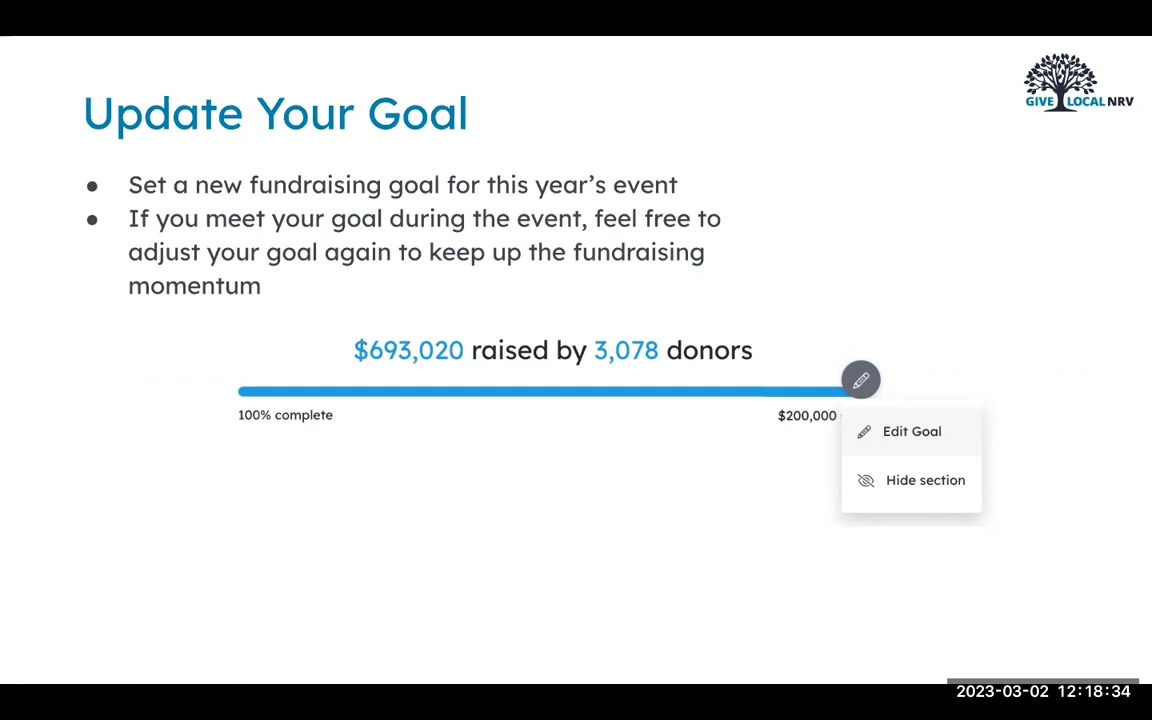 GIVE LOCAL NRV
Update Your Goal
● Set a new fundraising goal for this year’s event
● If you meet your goal during the event, feel free to
adjust your goal again to keep up the fundraising
momentum
$693,020 raised by 3,078 donors
100% complete
$200,000
Edit Goal
Hide section
2023-03-02 12:18:34